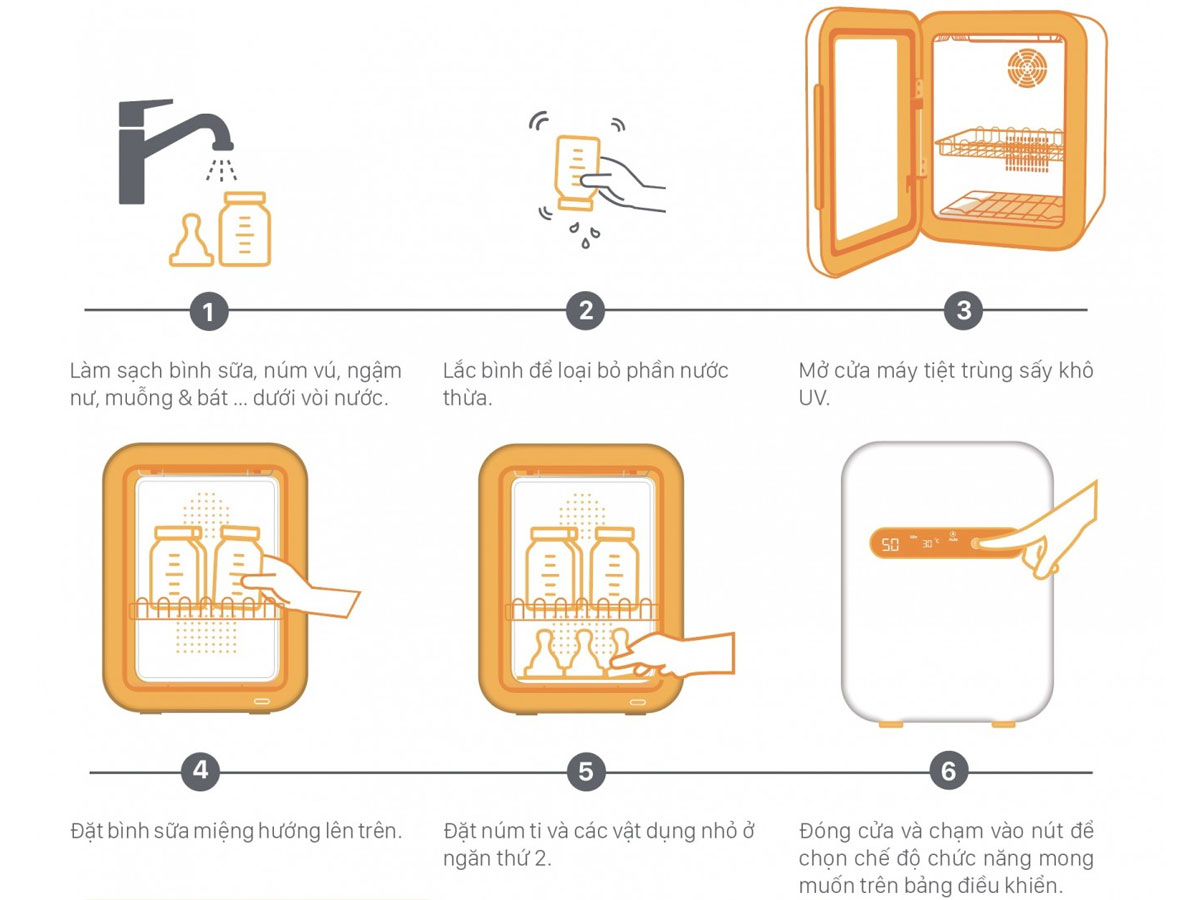 1
2
3
Làm sạch bình sữa, núm vú, ngậm
nư, muỗng & bát ... dưới vòi nước.
Lắc bình để loại bỏ phần nước
thừa.
Mở cửa máy tiệt trùng sấy khô
UV.
50
30 °C
4
5
6
Đặt bình sữa miệng hướng lên trên.
Đặt núm ti và các vật dụng nhỏ ở
ngăn thứ 2.
Đóng cửa và chạm vào nút để
chọn chế độ chức năng mong
muốn trên bảng điều khiển.